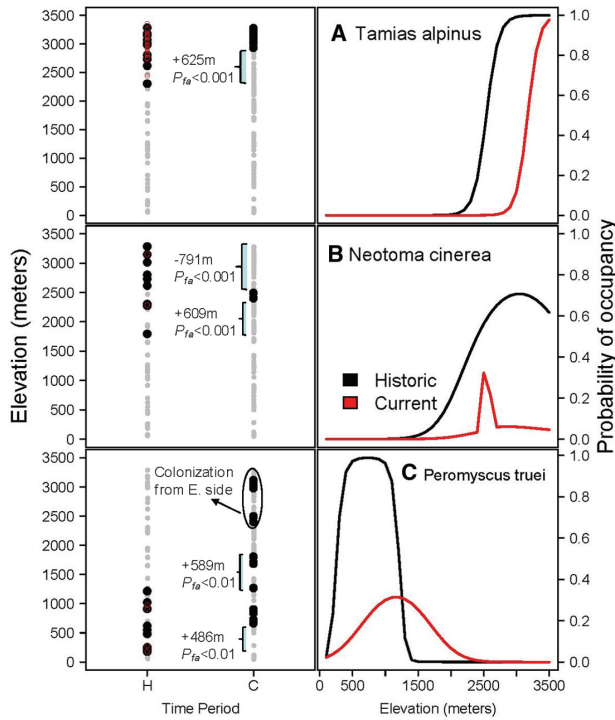 3500
3000
2500
2000
1500
1000
500
0
+625m
Pfa<0.001
A Tamias alpinus
1.0
0.8
0.6
0.4
0.2
0.0
Elevation (meters)
3500
3000
2500
2000
1500
1000
500
0
-791m
Pfa<0.001
+609m
Pfa<0.001
B Neotoma cinerea
Historic
Current
1.0
0.8
0.6
0.4
0.2
0.0
Probability of occupancy
3500
3000
2500
2000
1500
1000
500
0
Colonization
from E. side
+589m
Pfa<0.01
+486m
Pfa<0.01
C Peromyscus truei
1.0
0.8
0.6
0.4
0.2
0.0
H
C
Time Period
500
1500
2500
3500
Elevation (meters)